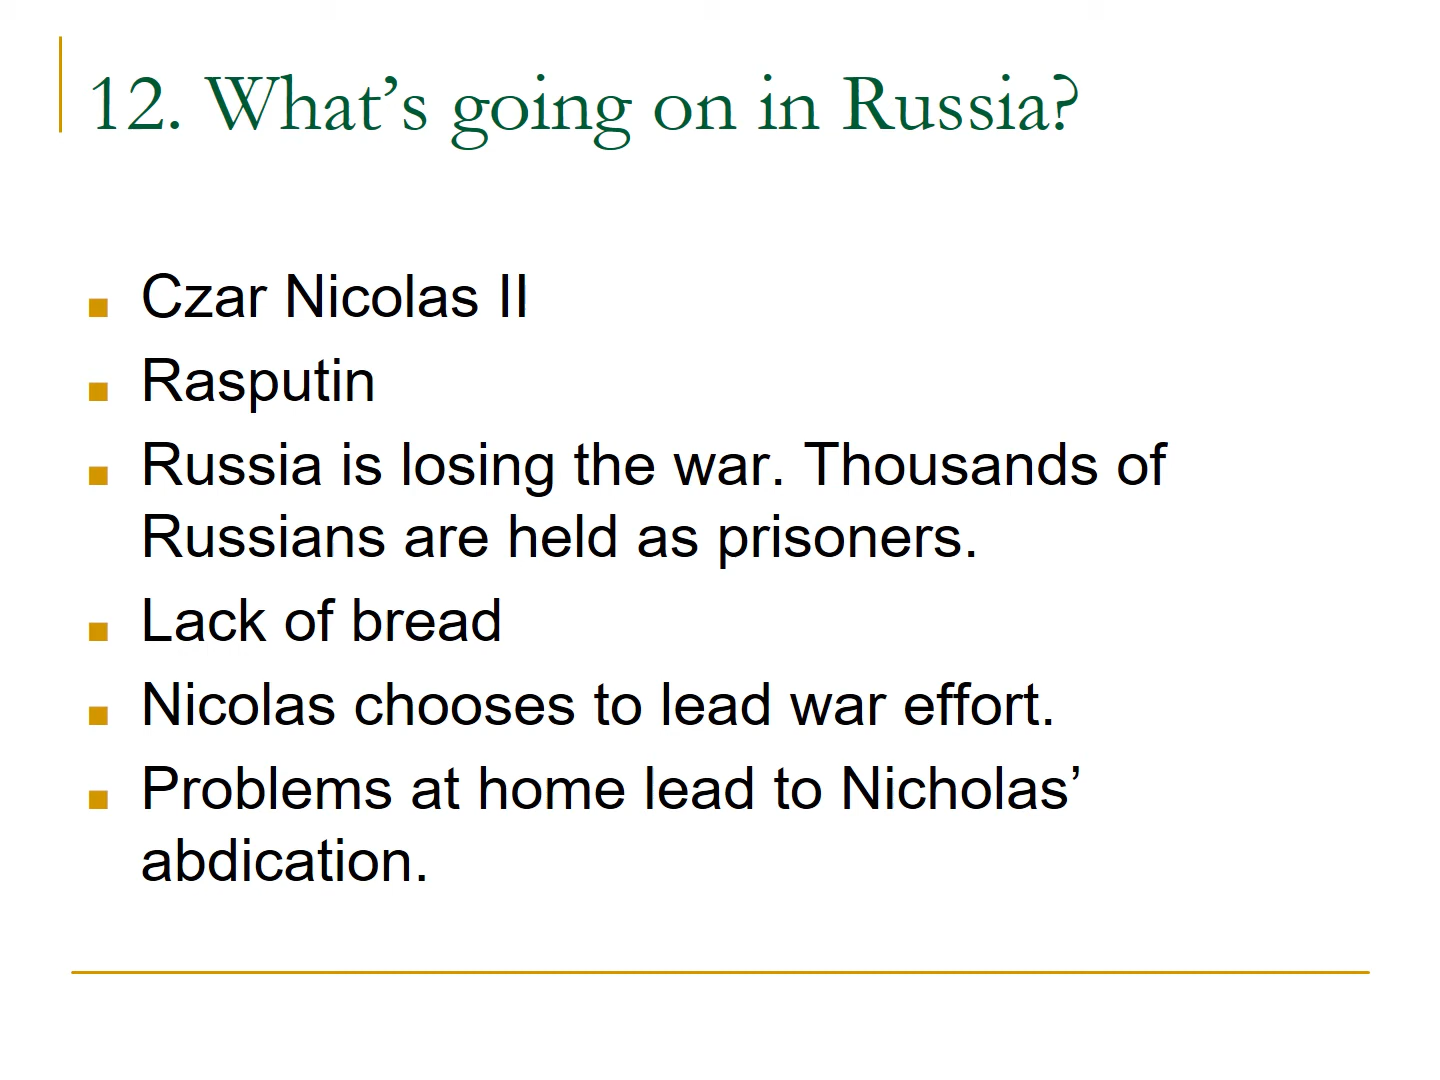 12. What’s going on in Russia?
Czar Nicolas II
Rasputin
Russia is losing the war. Thousands of
Russians are held as prisoners.
Lack of bread
Nicolas chooses to lead war effort.
Problems at home lead to Nicholas’
abdication.